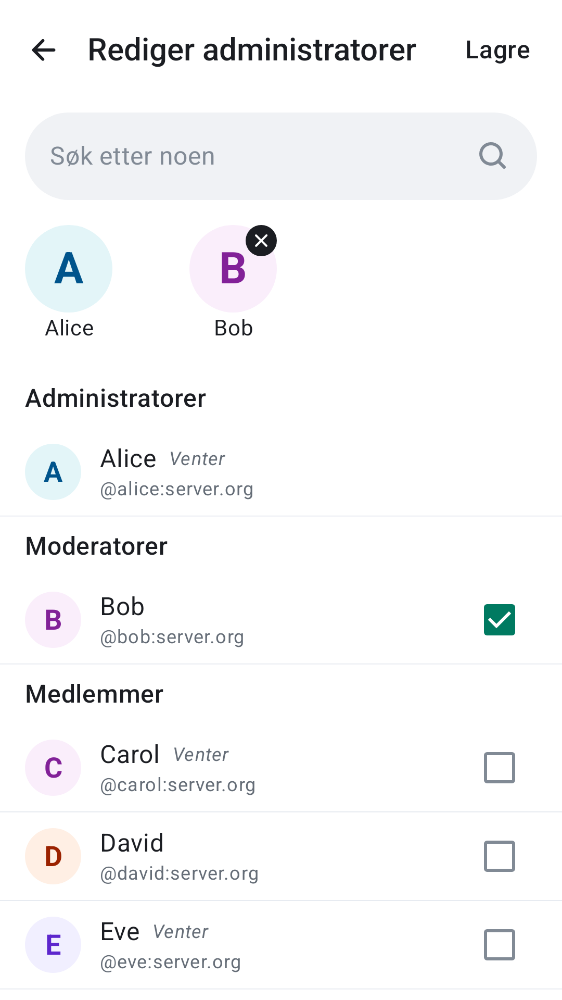 Rediger administratorer
Lagre
Søk etter noen
A
B
Alice
Bob
Administratorer
A
Alice Venter
@alice:server.org
Moderatorer
B
Bob
@bob:server.org
Medlemmer
C
Carol Venter
@carol:server.org
D
David
@david:server.org
E
Eve Venter
@eve:server.org